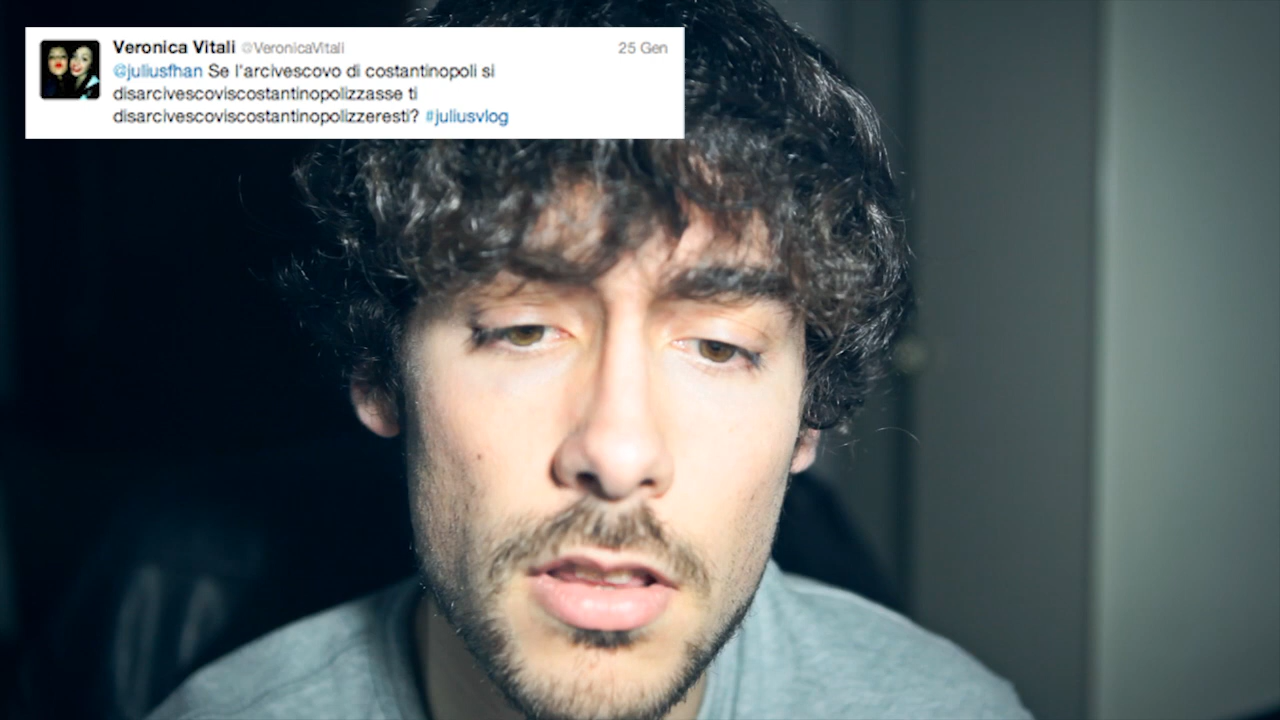 Veronica Vitali @VeronicaVitali 25 Gen
@juliusfhan Se l'arcivescovo di costantinopoli si
disarcivescoviscostantinopolizzasse ti
disarcivescoviscostantinopolizzeresti? #juliusvlog